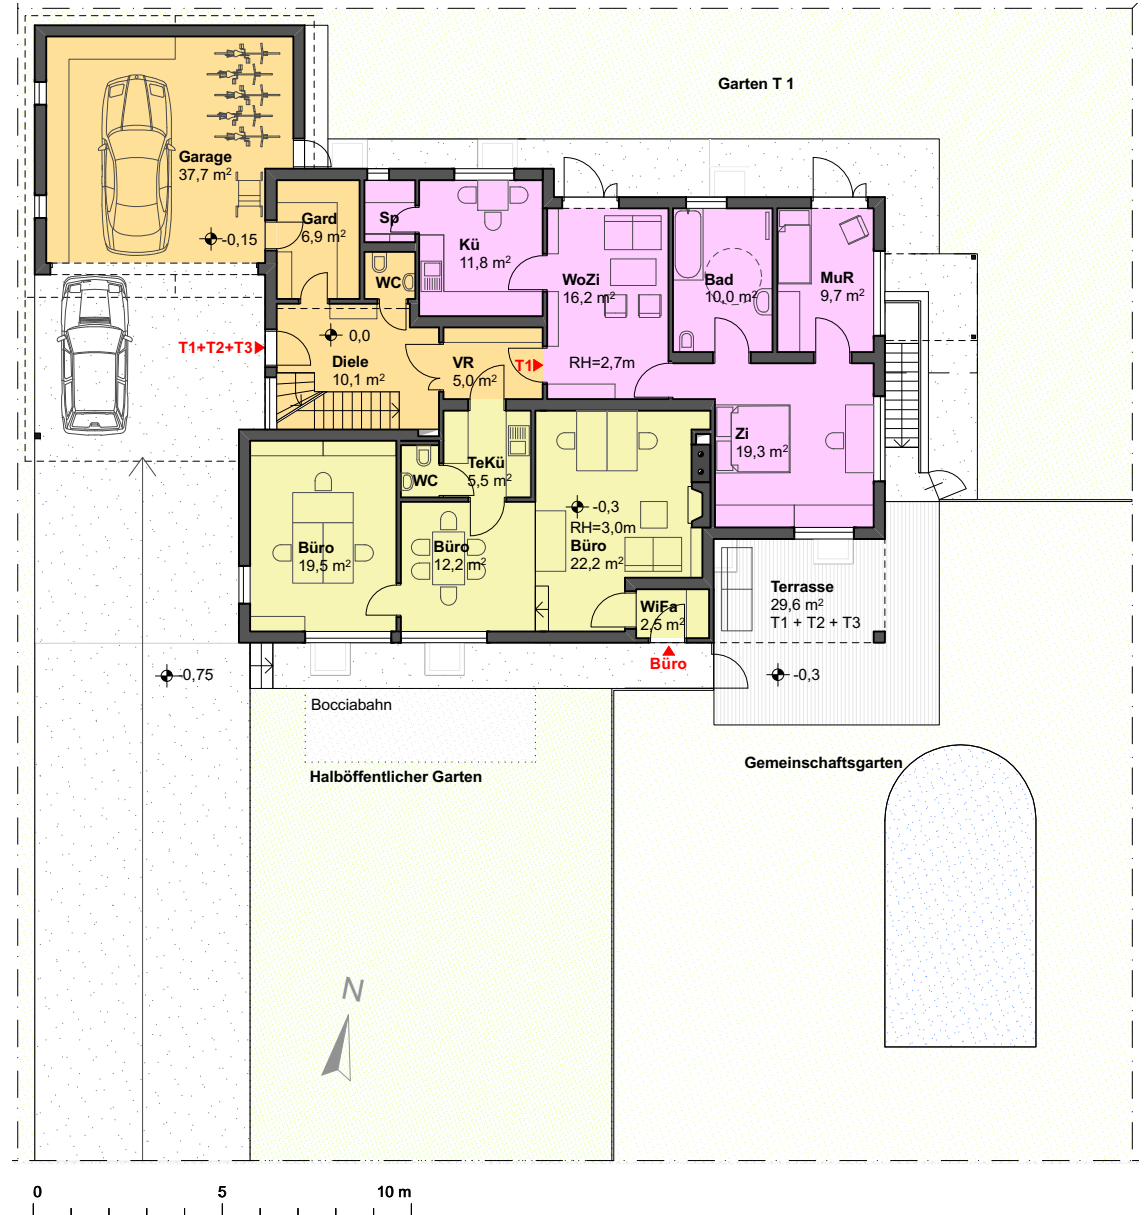 Garten T 1
Garage
37,7 m²
-0,15
Gard
6,9 m²
Sp
Kü
11,8 m²
WC
WoZi
16,2 m²
Bad
10,0 m²
MuR
9,7 m²
0,0
T1+T2+T3
Diele
10,1 m²
VR
5,0 m²
T1
RH=2,7m
Zi
19,3 m²
TeKü
5,5 m²
WC
-0,3
RH=3,0m
Büro
22,2 m²
Büro
19,5 m²
Büro
12,2 m²
WiFa
2,5 m²
Terrasse
29,6 m²
T1 + T2 + T3
Büro
-0,75
-0,3
Bocciabahn
Halböffentlicher Garten
Gemeinschaftsgarten
N
0 5 10 m